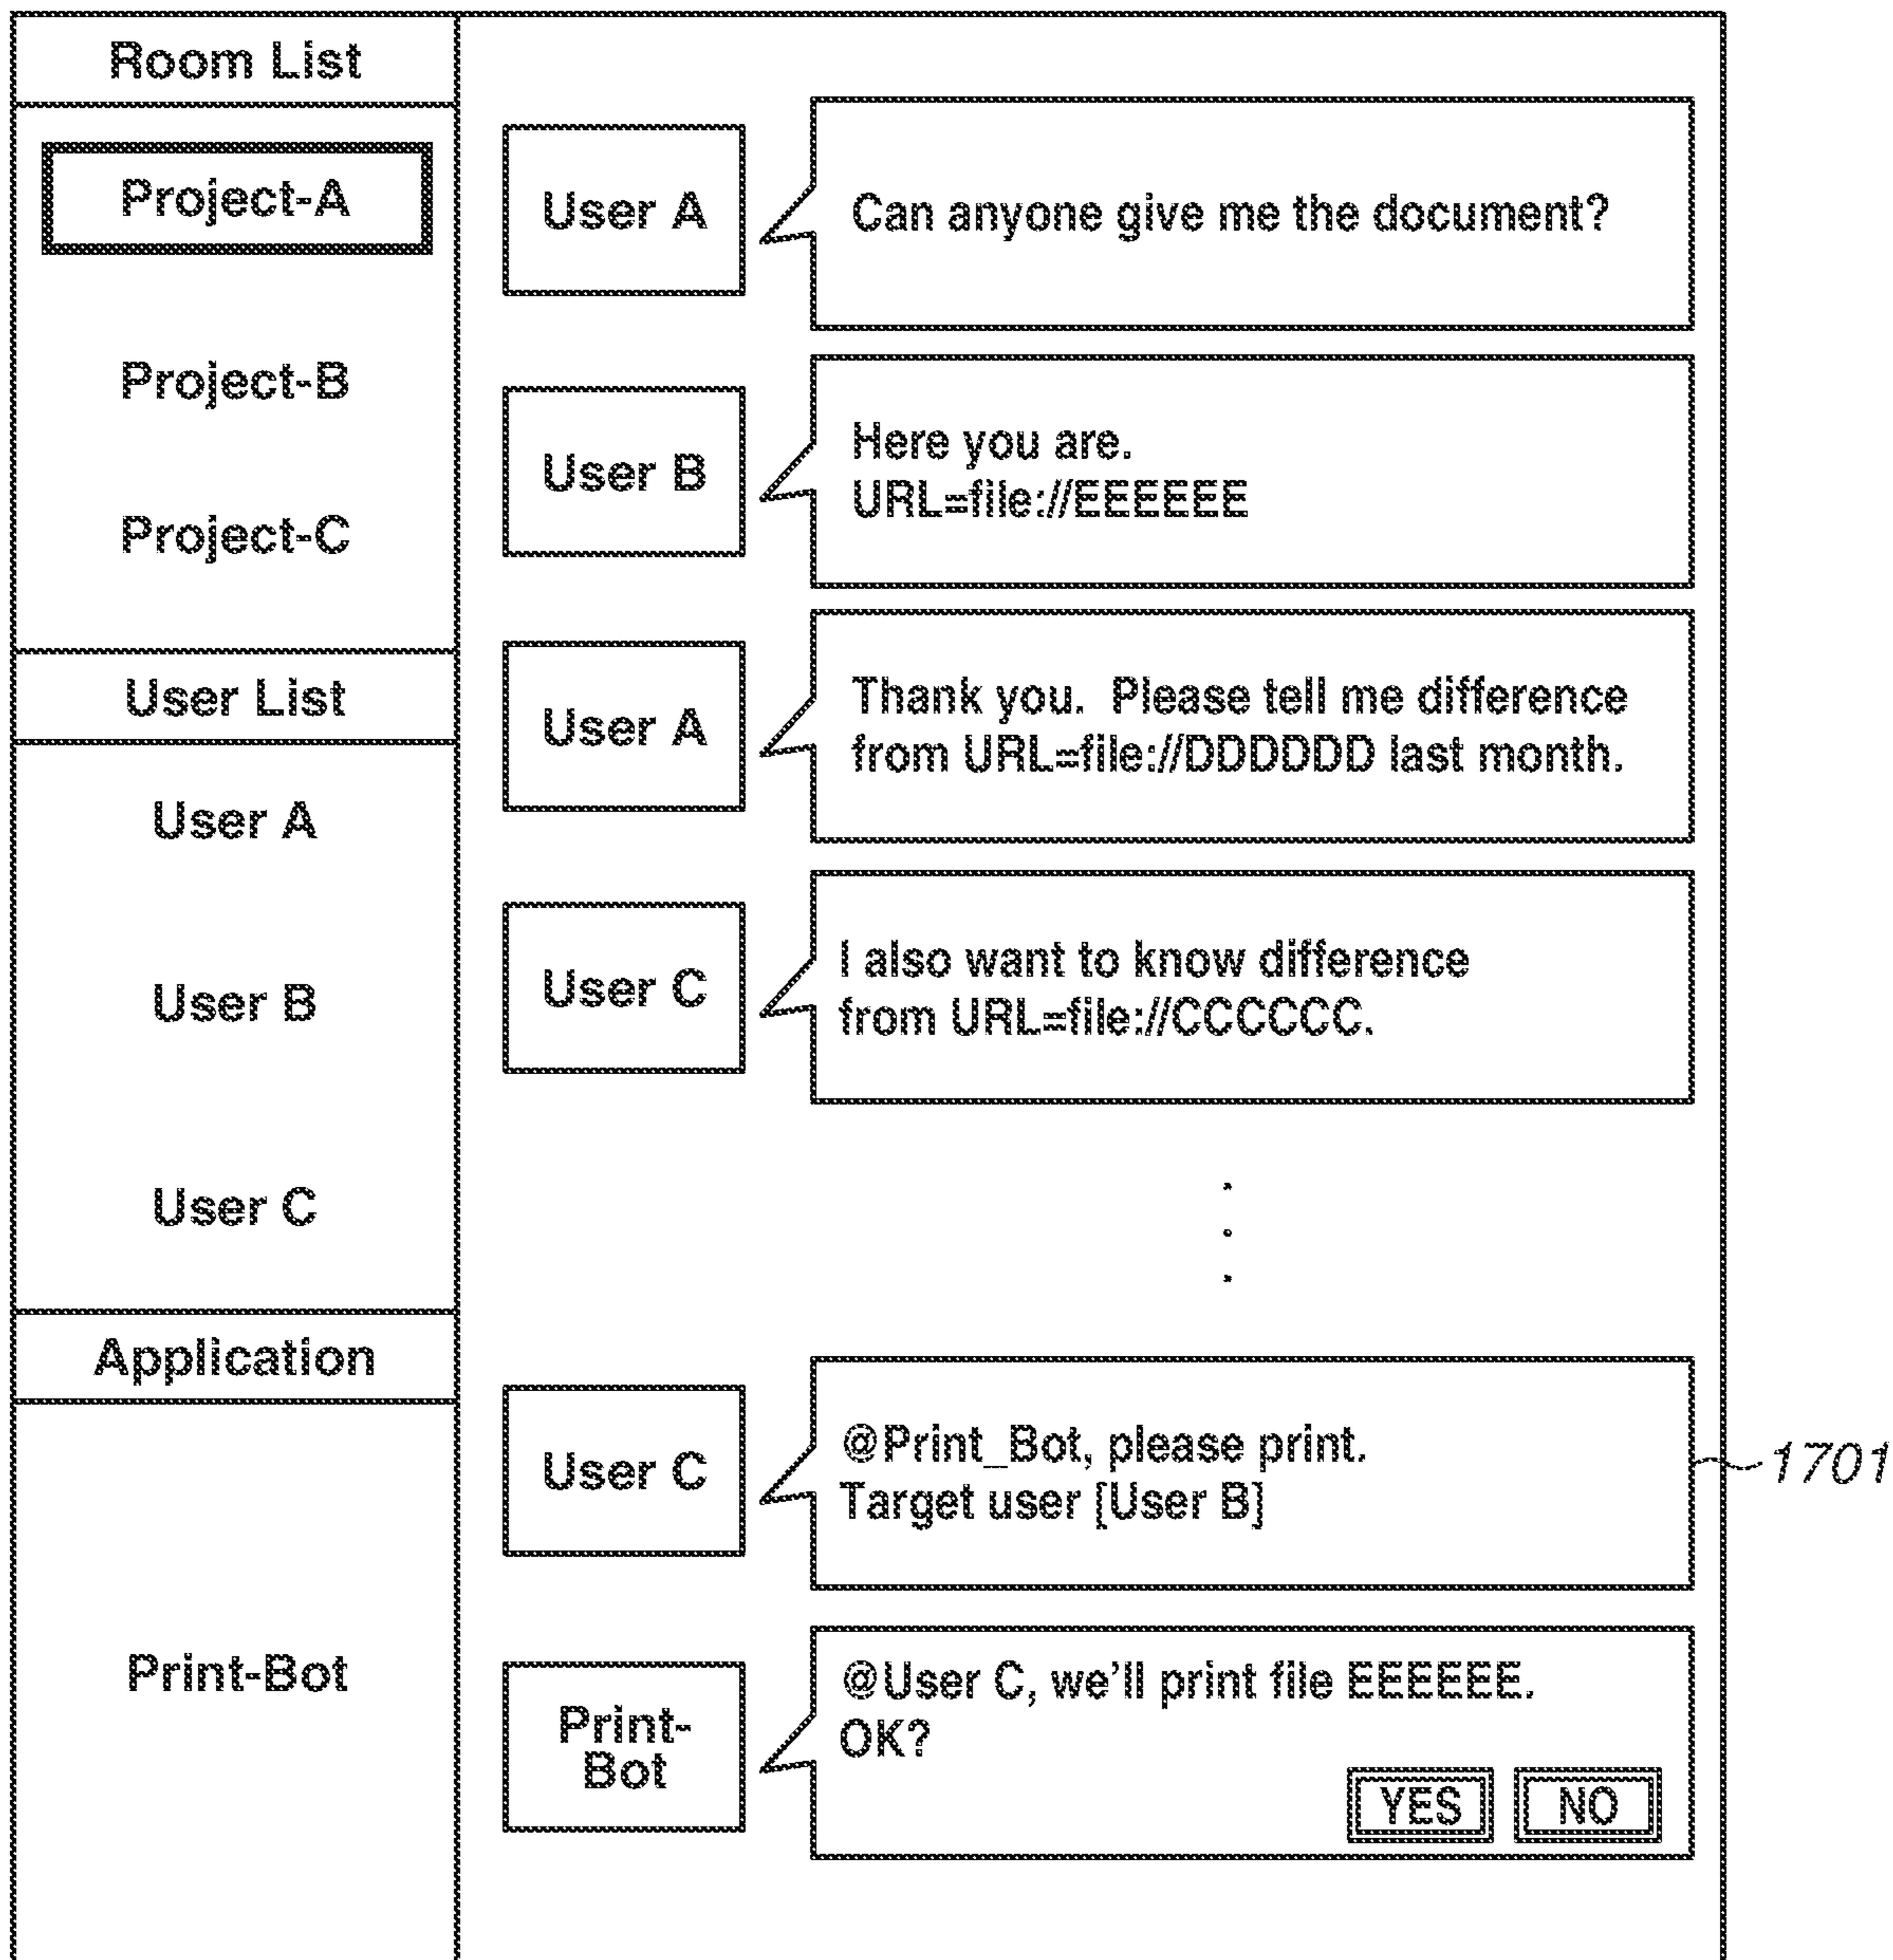 Room List
Project-A
Project-B
Project-C
User List
User A
User B
User C
Application
Print-Bot
User A
Can anyone give me the document?
User B
Here you are.
URL=file://EEEEEE
User A
Thank you. Please tell me difference
from URL=file://DDDDDD last month.
User C
I also want to know difference
from URL=file://CCCCCC.
User C
@Print_Bot, please print.
Target user [User B]
1701
Print-
Bot
@User C, we'll print file EEEEEE.
OK?
YES NO